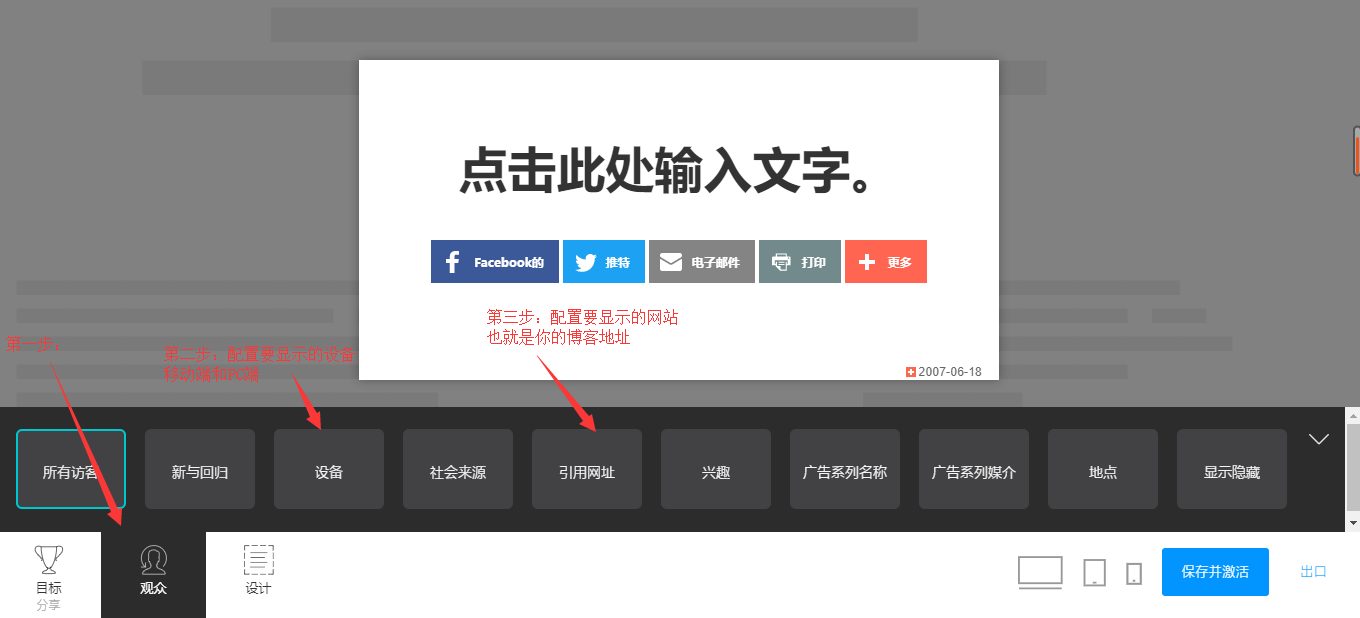 点击此处输入文字。
Facebook的
推特
电子邮件
打印
更多
第三步：配置要显示的网站
也就是你的博客地址
第一步：
第二步：配置要显示的设备
移动端和PC端
2007-06-18
所有访客
新与回归
设备
社会来源
引用网址
兴趣
广告系列名称
广告系列媒介
地点
显示隐藏
目标
分享
观众
设计
保存并激活
出口